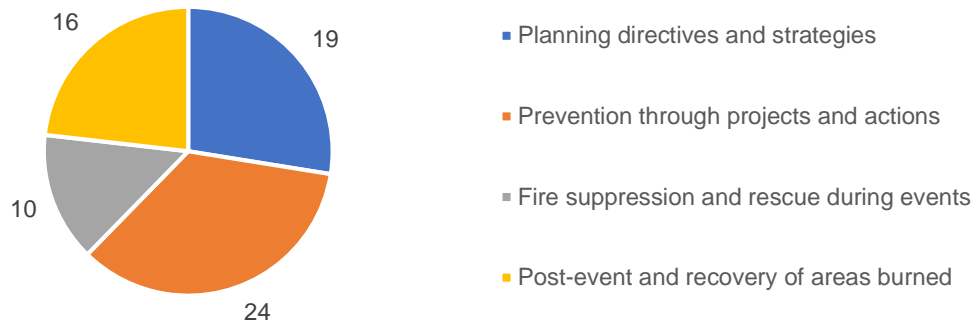 16
19
10
24
Planning directives and strategies
Prevention through projects and actions
Fire suppression and rescue during events
Post-event and recovery of areas burned